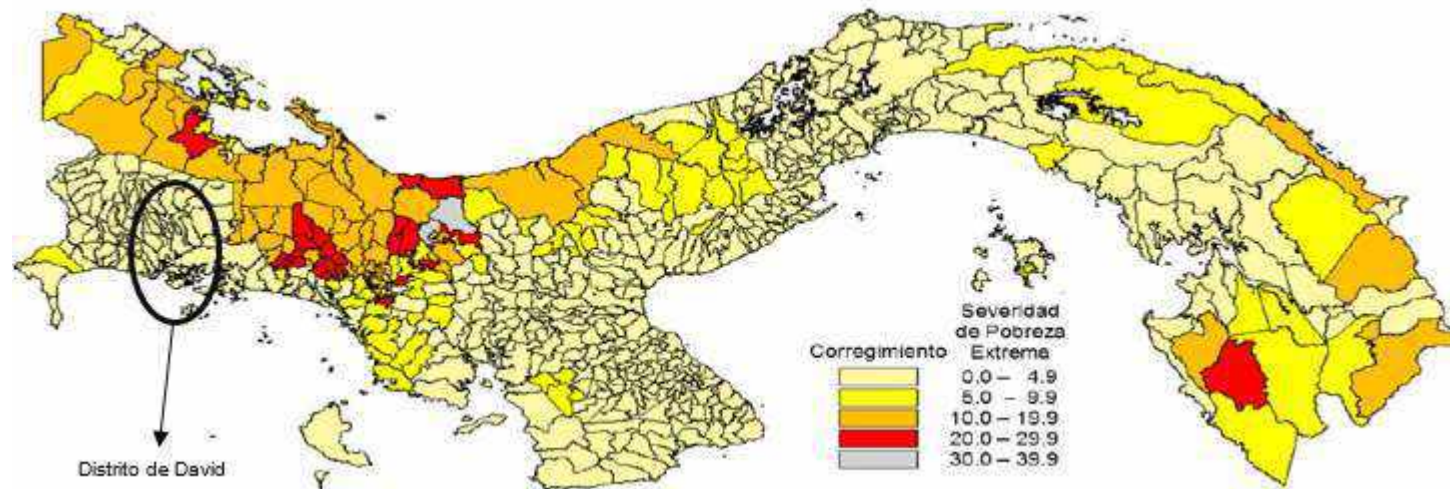 Severidad
de Pobreza
Corregimiento Extrema
0.0 – 4.9
5.0 – 9.9
10.0 – 19.9
20.0 – 29.9
30.0 – 39.9
Distrito de David